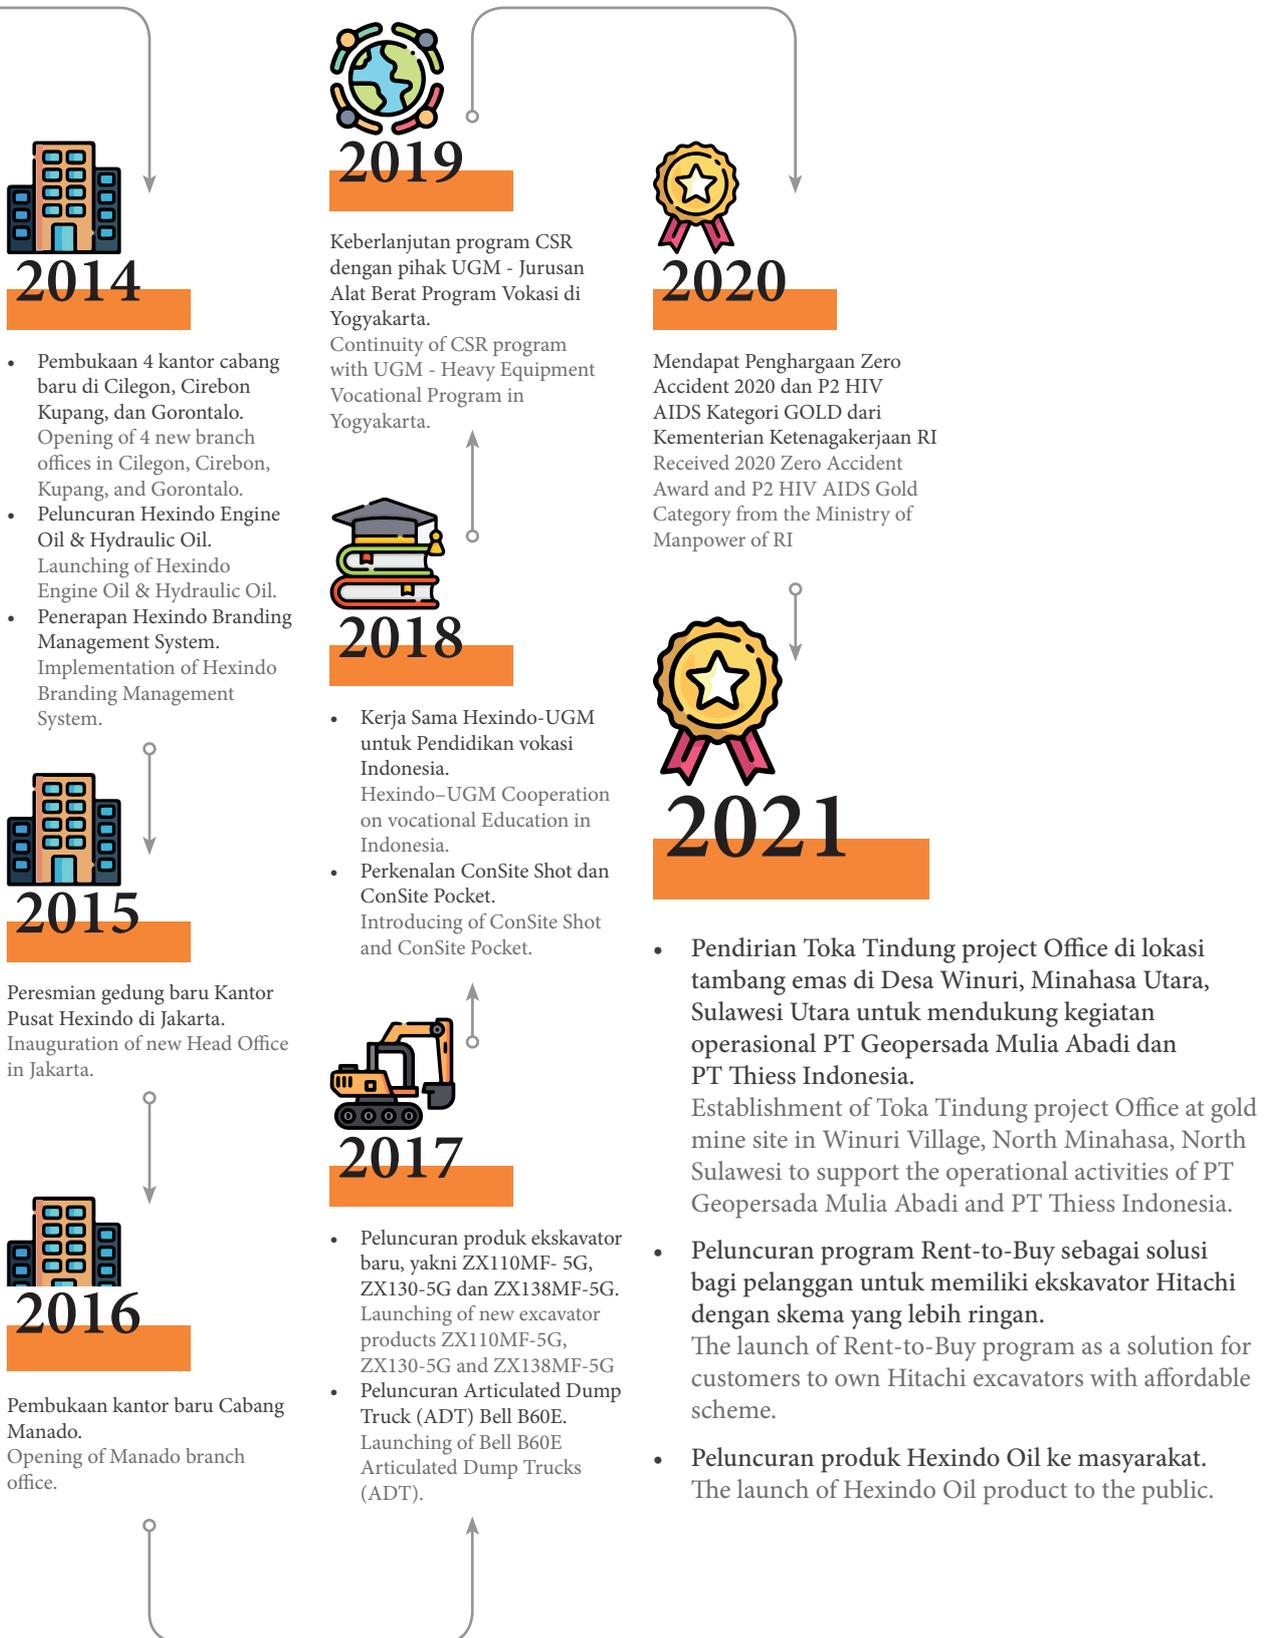 2014
• Pembukaan 4 kantor cabang
baru di Cilegon, Cirebon
Kupang, dan Gorontalo.
Opening of 4 new branch
offices in Cilegon, Cirebon,
Kupang, and Gorontalo.
• Peluncuran Hexindo Engine
Oil & Hydraulic Oil.
Launching of Hexindo
Engine Oil & Hydraulic Oil.
• Penerapan Hexindo Branding
Management System.
Implementation of Hexindo
Branding Management
System.
2015
Peresmian gedung baru Kantor
Pusat Hexindo di Jakarta.
Inauguration of new Head Office
in Jakarta.
2016
Pembukaan kantor baru Cabang
Manado.
Opening of Manado branch
office.
2017
• Peluncuran produk ekskavator
baru, yakni ZX110MF- 5G,
ZX130-5G dan ZX138MF-5G.
Launching of new excavator
products ZX110MF-5G,
ZX130-5G and ZX138MF-5G
• Peluncuran Articulated Dump
Truck (ADT) Bell B60E.
Launching of Bell B60E
Articulated Dump Trucks
(ADT).
2018
• Kerja Sama Hexindo-UGM
untuk Pendidikan vokasi
Indonesia.
Hexindo–UGM Cooperation
on vocational Education in
Indonesia.
• Perkenalan ConSite Shot dan
ConSite Pocket.
Introducing of ConSite Shot
and ConSite Pocket.
2019
Keberlanjutan program CSR
dengan pihak UGM - Jurusan
Alat Berat Program Vokasi di
Yogyakarta.
Continuity of CSR program
with UGM - Heavy Equipment
Vocational Program in
Yogyakarta.
2020
Mendapat Penghargaan Zero
Accident 2020 dan P2 HIV
AIDS Kategori GOLD dari
Kementerian Ketenagakerjaan RI
Received 2020 Zero Accident
Award and P2 HIV AIDS Gold
Category from the Ministry of
Manpower of RI
2021
• Pendirian Toka Tindung project Office di lokasi
tambang emas di Desa Winuri, Minahasa Utara,
Sulawesi Utara untuk mendukung kegiatan
operasional PT Geopersada Mulia Abadi dan
PT Thiess Indonesia.
Establishment of Toka Tindung project Office at gold
mine site in Winuri Village, North Minahasa, North
Sulawesi to support the operational activities of PT
Geopersada Mulia Abadi and PT Thiess Indonesia.
• Peluncuran program Rent-to-Buy sebagai solusi
bagi pelanggan untuk memiliki ekskavator Hitachi
dengan skema yang lebih ringan.
The launch of Rent-to-Buy program as a solution for
customers to own Hitachi excavators with affordable
scheme.
• Peluncuran produk Hexindo Oil ke masyarakat.
The launch of Hexindo Oil product to the public.